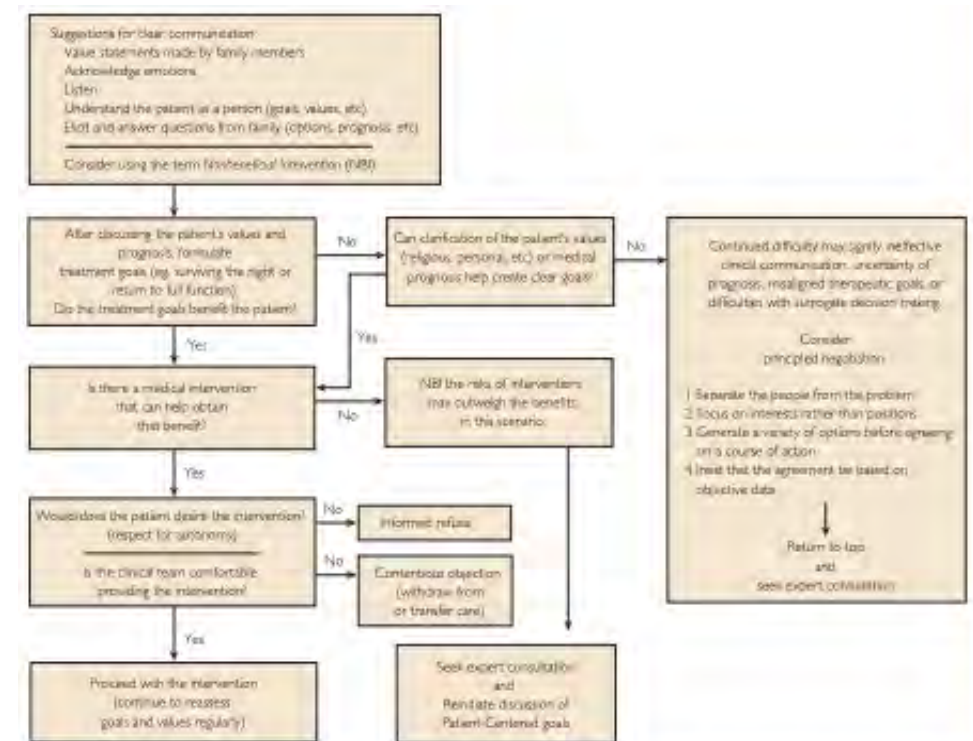 Suggestions for clear communication
Value statements made by family members
Acknowledge emotions
Listen
Understand the patient as a person (goals, values, etc)
Elicit and answer questions from family (options, prognosis, etc)
Consider using the term Nonbeneficial Intervention (NBI)
After discussing the patient's values and
prognosis, formulate
treatment goals (eg, surviving the night or
return to full function)
Do the treatment goals benefit the patient?
No
Can clarification of the patient's values
(religious, personal, etc) or medical
prognosis help create clear goals?
No
Continued difficulty may signify ineffective
clinical communication, uncertainty of
prognosis, misaligned therapeutic goals, or
difficulties with surrogate decision making
Consider
principled negotiation
1 Separate the people from the problem
2 Focus on interests rather than positions
3 Generate a variety of options before agreeing
on a course of action
4 Insist that the agreement be based on
objective data
Return to top
and
seek expert consultation
Yes
Yes
Is there a medical intervention
that can help obtain
that benefit?
No
NBI the risks of interventions
may outweigh the benefits
in this scenario
Yes
Would/does the patient desire the intervention?
(respect for autonomy)
Is the clinical team comfortable
providing the intervention?
No
Informed refusal
No
objection
(withdraw from
or transfer care)
Yes
Proceed with the intervention
(continue to reassess
goals and values regularly)
Seek expert consultation
and
Reinitiate discussion of
Patient-Centered goals